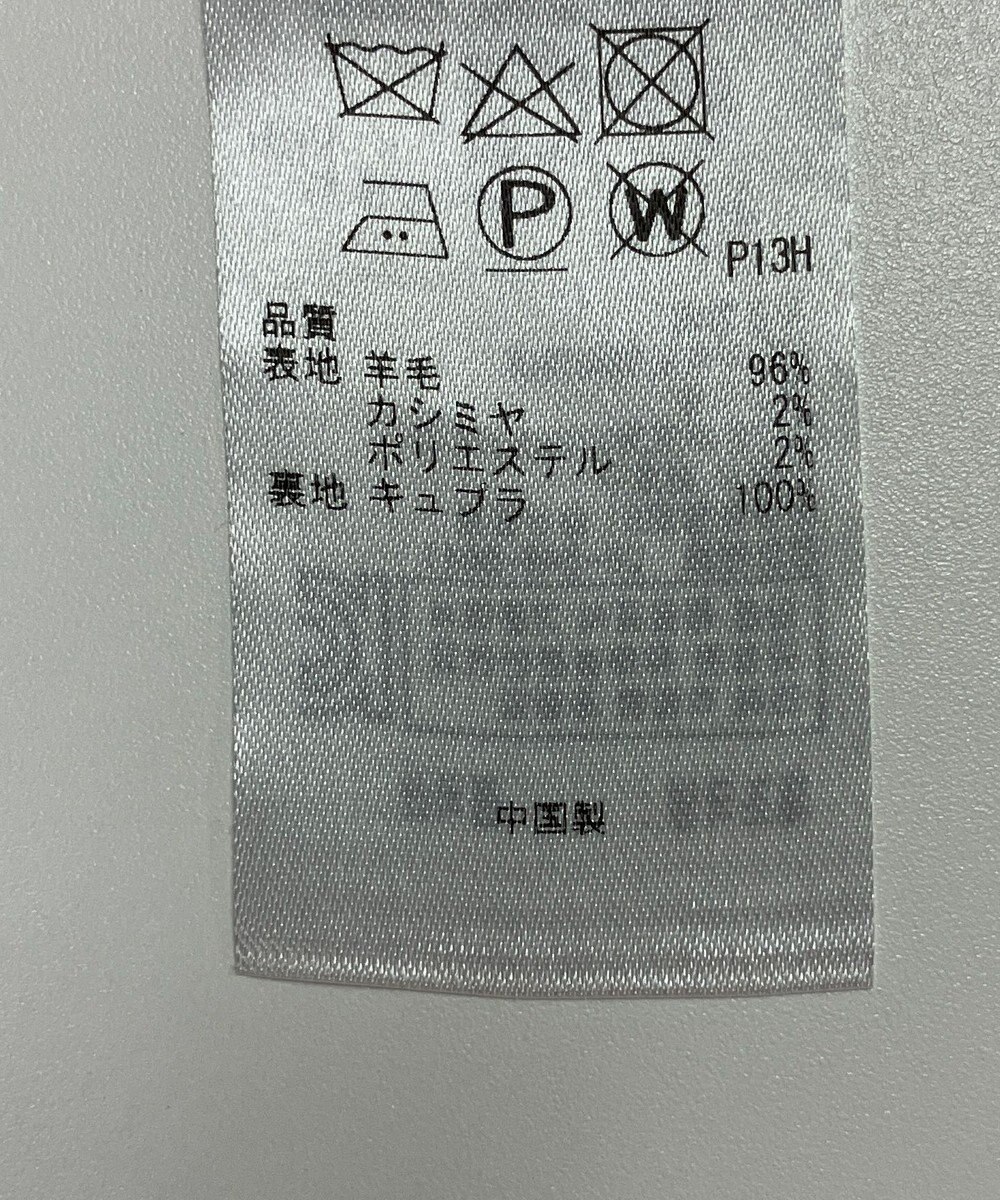 P W P13H
品質
表地 羊毛 96%
カシミヤ 2%
ポリエステル 2%
裏地 キュプラ 100%
中国製